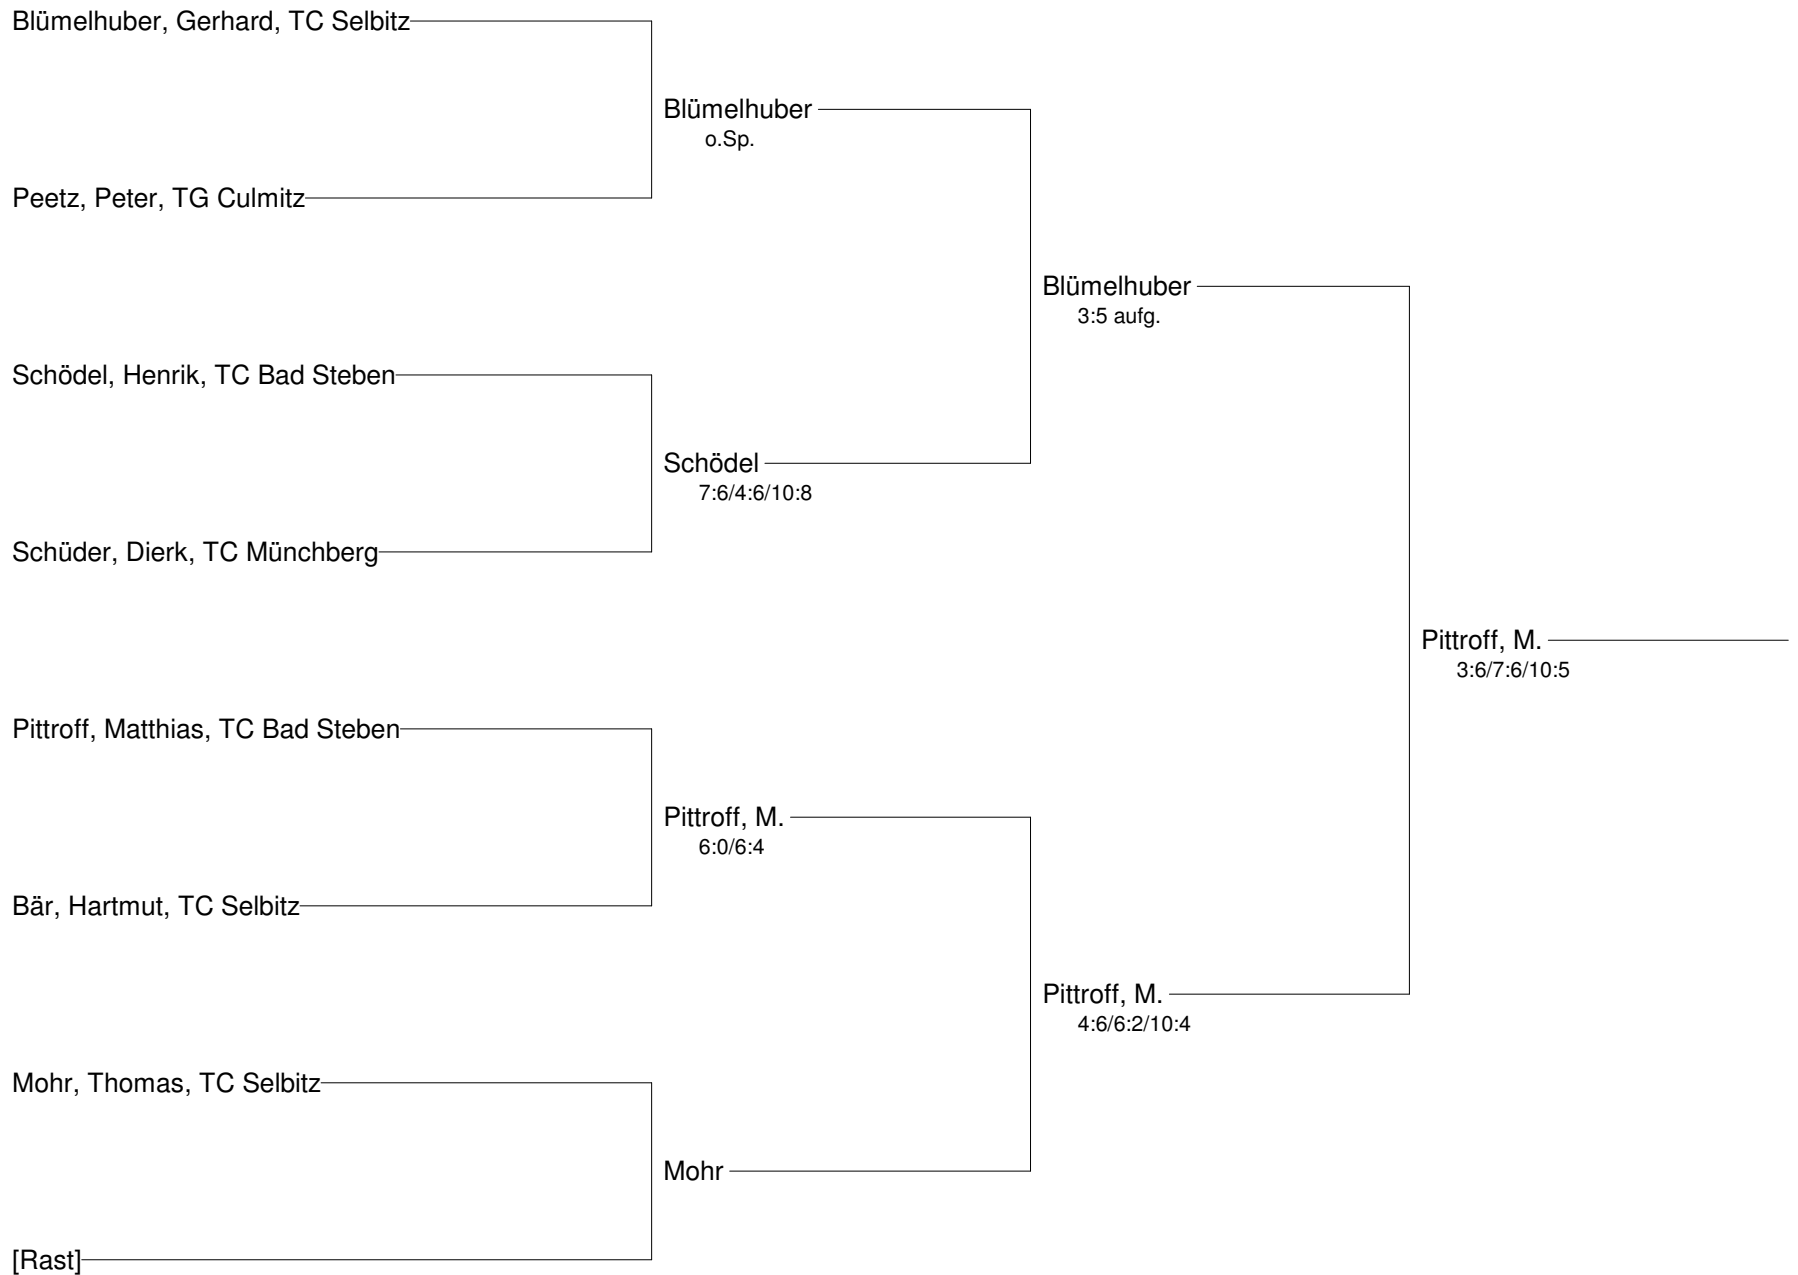 Blümelhuber, Gerhard, TC Selbitz
Blümelhuber
o.Sp.
Peetz, Peter, TG Culmitz
Blümelhuber
3:5 aufg.
Schödel, Henrik, TC Bad Steben
Schödel
7:6/4:6/10:8
Schüder, Dierk, TC Münchberg
Pittroff, M.
3:6/7:6/10:5
Pittroff, Matthias, TC Bad Steben
Pittroff, M.
6:0/6:4
Bär, Hartmut, TC Selbitz
Pittroff, M.
4:6/6:2/10:4
Mohr, Thomas, TC Selbitz
Mohr
[Rast]